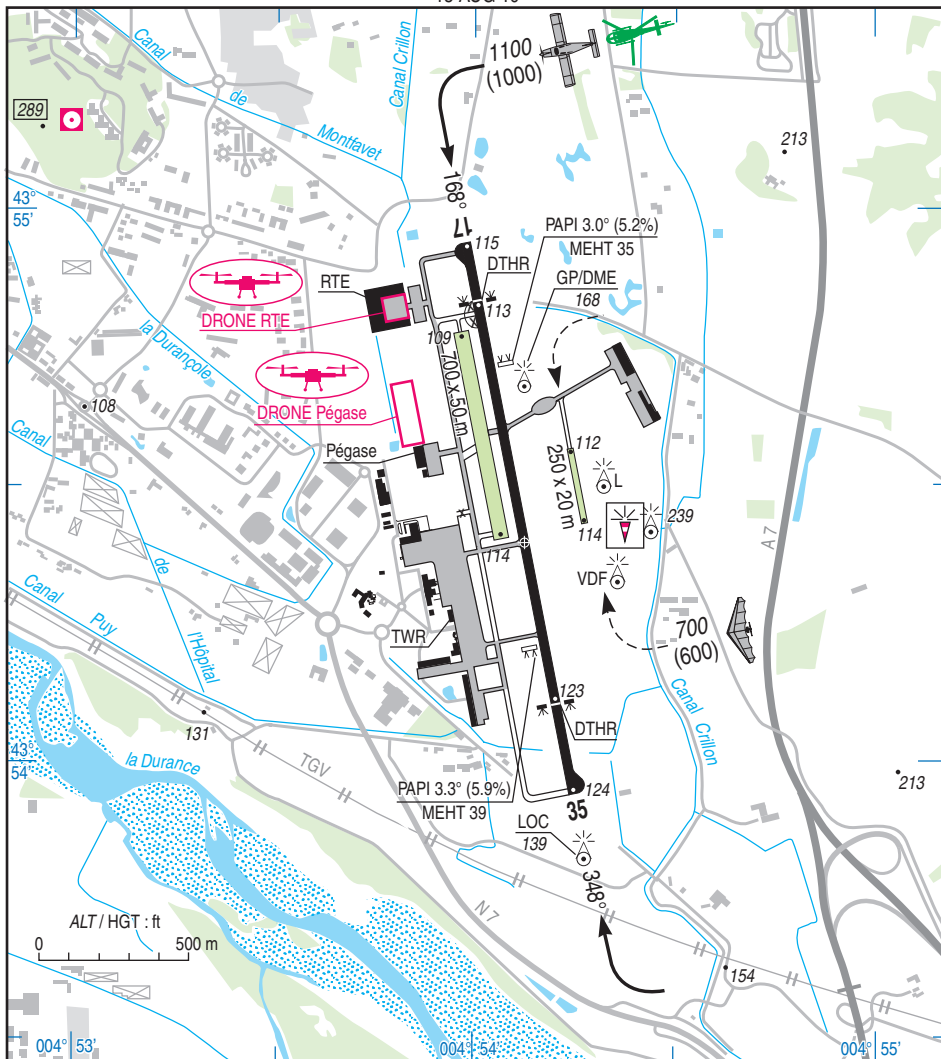 1100
(1000)
Canal
de
Montfavet
Canal Crillon
Canal Crillon
289
213
43°
55'
168°
17
115
PAPI 3.0° (5.2%)
MEHT 35
DTHR
GP/DME
168
RTE
DRONE RTE
113
109
la Durançole
700 x 50 m
DRONE Pégase
108
Canal
de
l'Hôpital
Pégase
112
250 x 20 m
L
239
114
114
VDF
A 7
Canal
Puy
TWR
700
(600)
Canal Crillon
123
DTHR
131
43°
54'
la Durance
TGV
PAPI 3.3° (5.9%)
MEHT 39
124
35
213
LOC
139
348°
N 7
ALT / HGT : ft
0
500 m
154
004° 53'
004° 54'
004° 55'